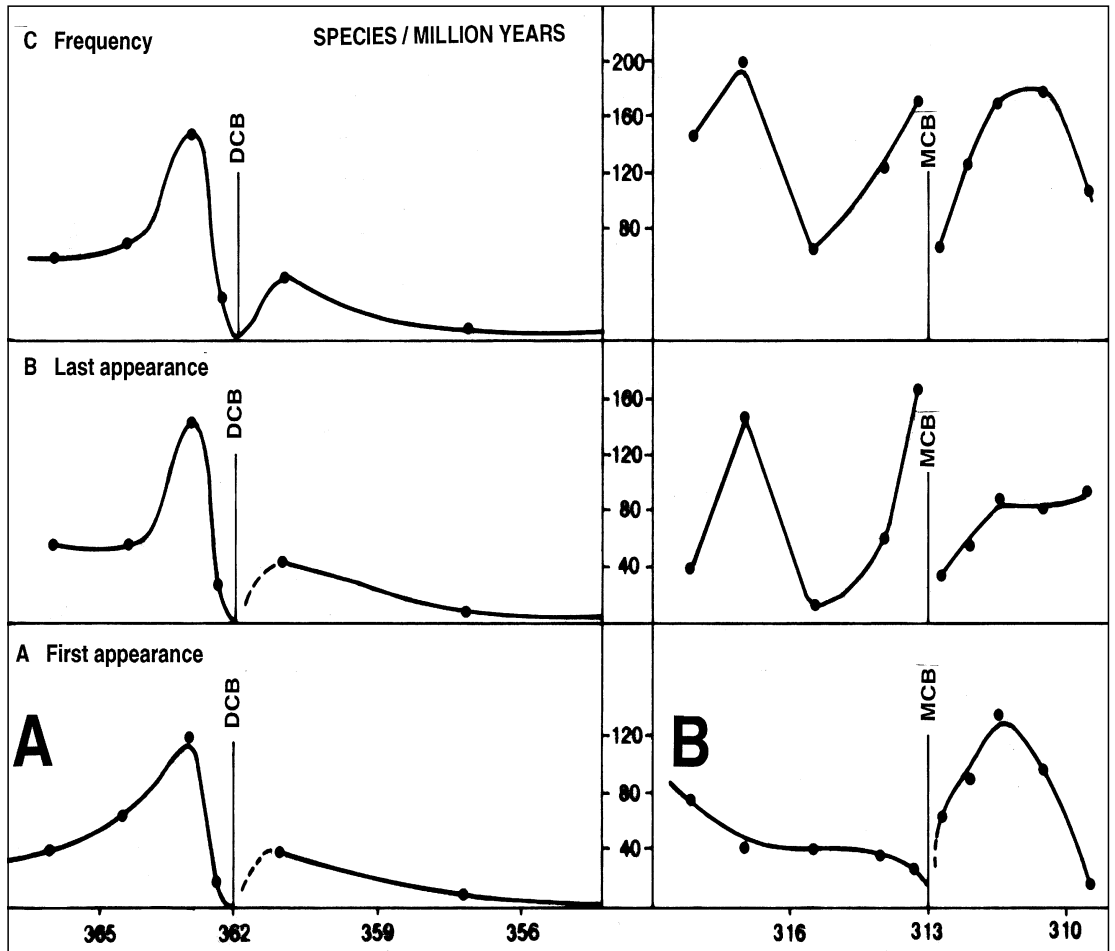 C Frequency
SPECIES / MILLION YEARS
DCB
200
160
120
80
MCB
B Last appearance
DCB
160
120
80
40
MCB
A First appearance
DCB
A
120
80
40
MCB
B
365 362 359 356 316 313 310